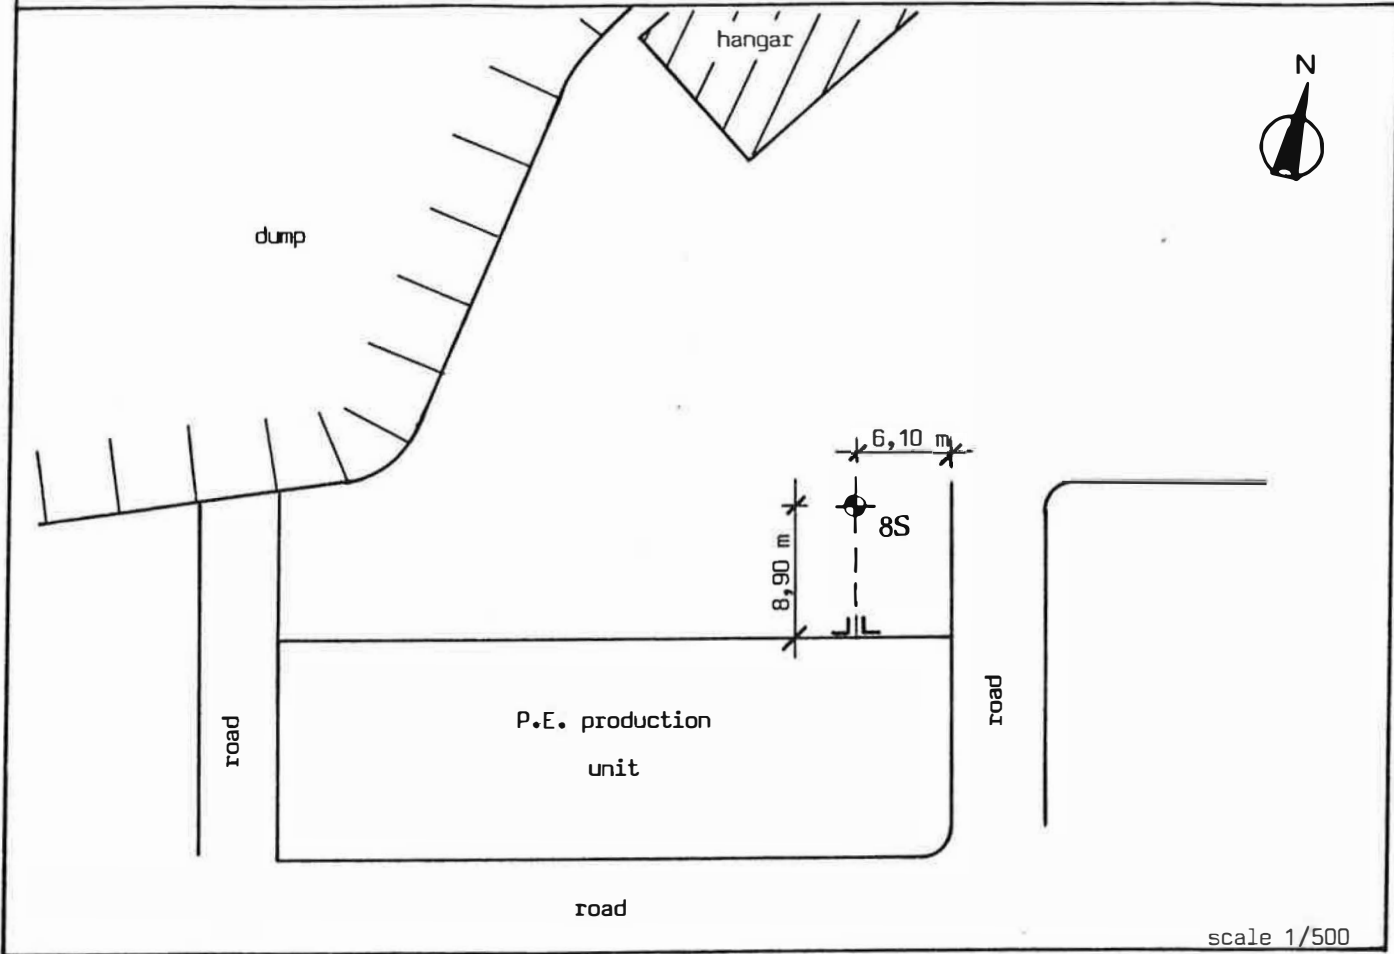 hangar
N
dump
6,10 m
8S
8,90 m
road
road
P.E. production
unit
road
scale 1/500